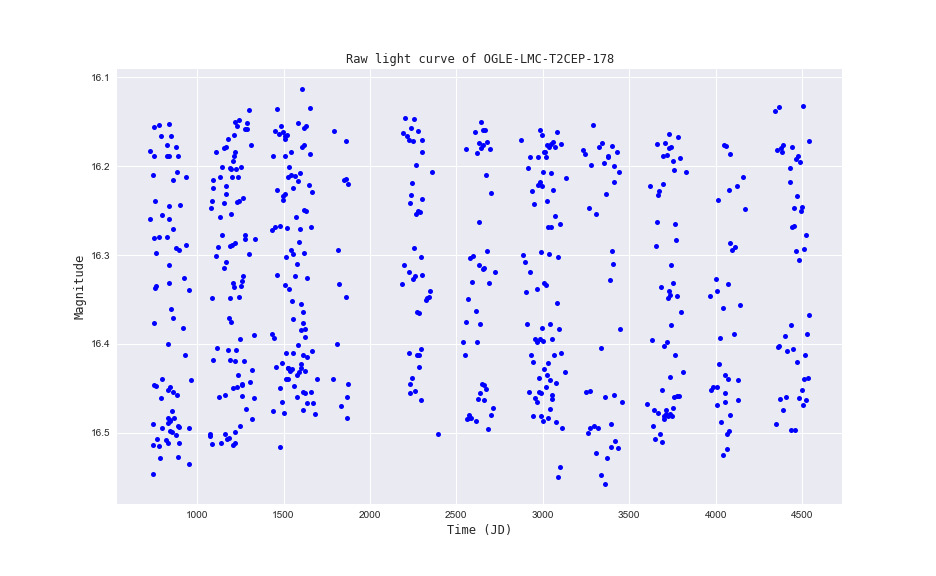 Raw light curve of OGLE-LMC-T2CEP-178
16.1
16.2
16.3
16.4
16.5
Magnitude
1000 1500 2000 2500 3000 3500 4000 4500
Time (JD)